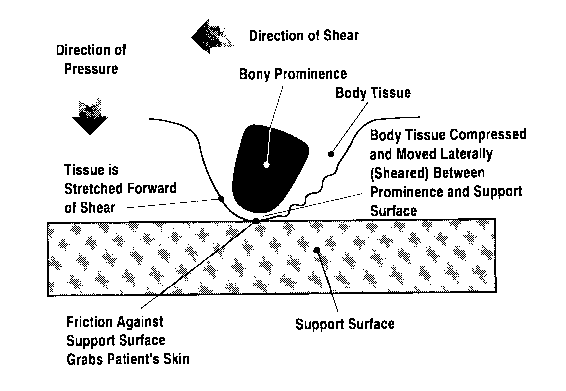 Direction of Shear
Direction of
Pressure
Bony Prominence
Body Tissue
Body Tissue Compressed
and Moved Laterally
(Sheared) Between
Prominence and Support
Surface
Tissue is
Stretched Forward
of Shear
Friction Against
Support Surface
Grabs Patient's Skin
Support Surface